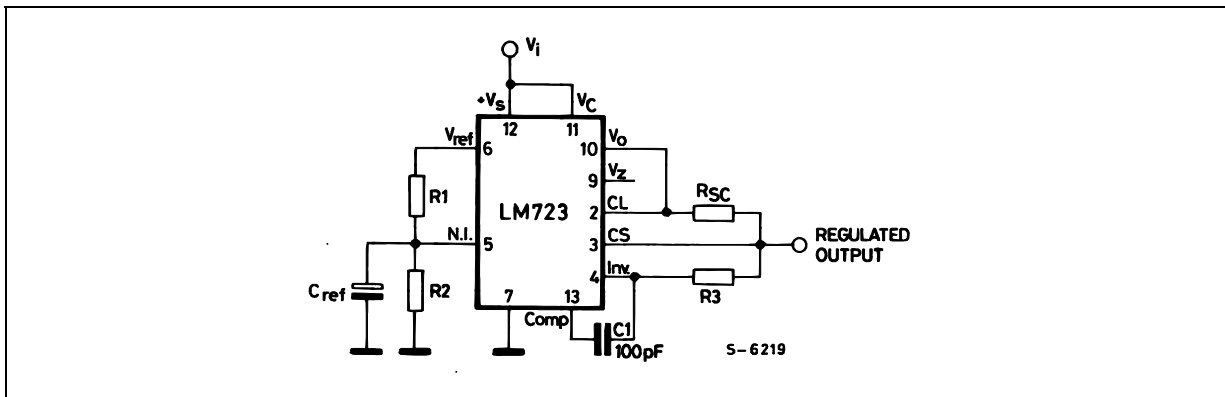 Vi
+Vs
VC
12
11
Vref
6
VO
10
R1
VZ
9
LM723
CL
2
RSC
N.I.
5
CS
3
REGULATED
OUTPUT
Inv.
4
R3
Cref
R2
7
13
Comp
C1
100pF
S-6219